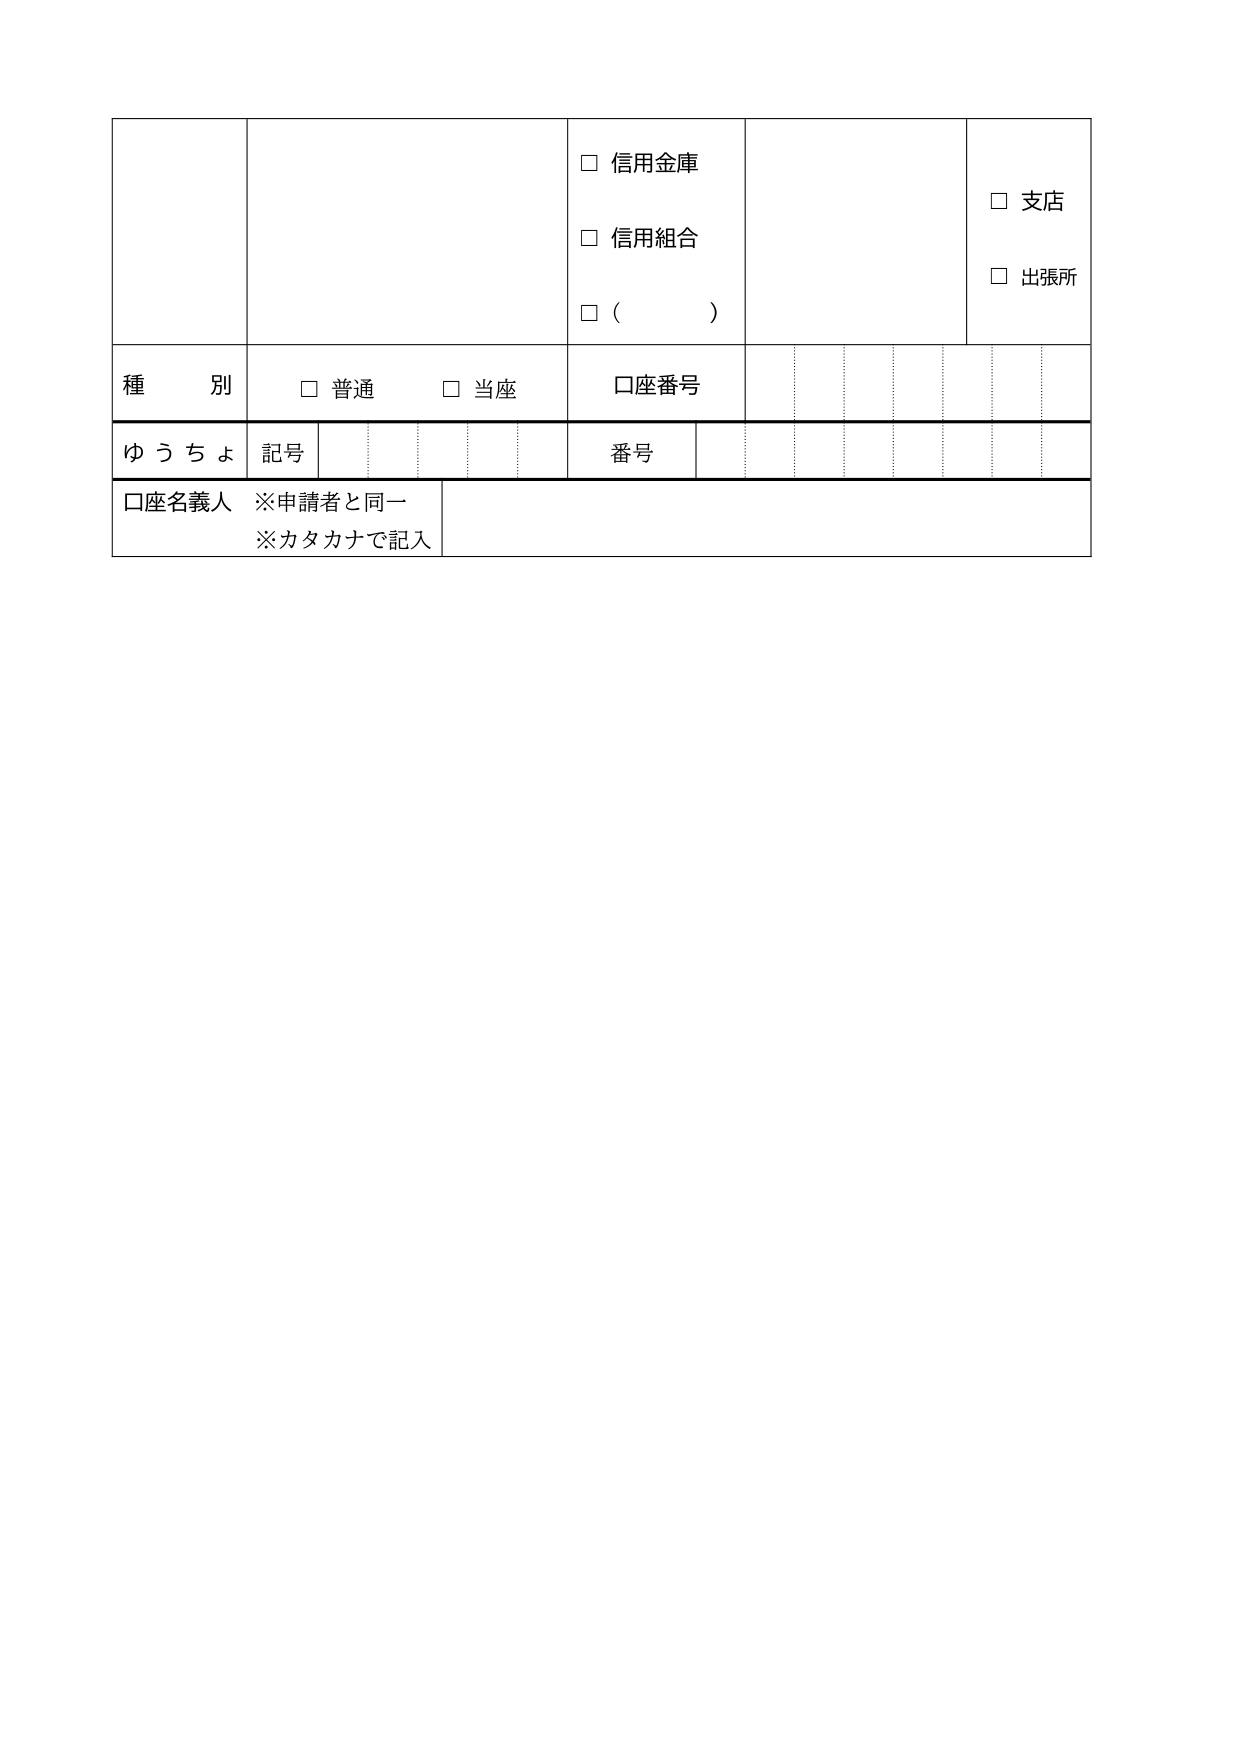 □ 信用金庫
□ 支店
□ 信用組合
□ 出張所
□（　　　　）
種　　別　□ 普通　□ 当座　口座番号
ゆうちょ　記号　番号
口座名義人　※申請者と同一
※カタカナで記入